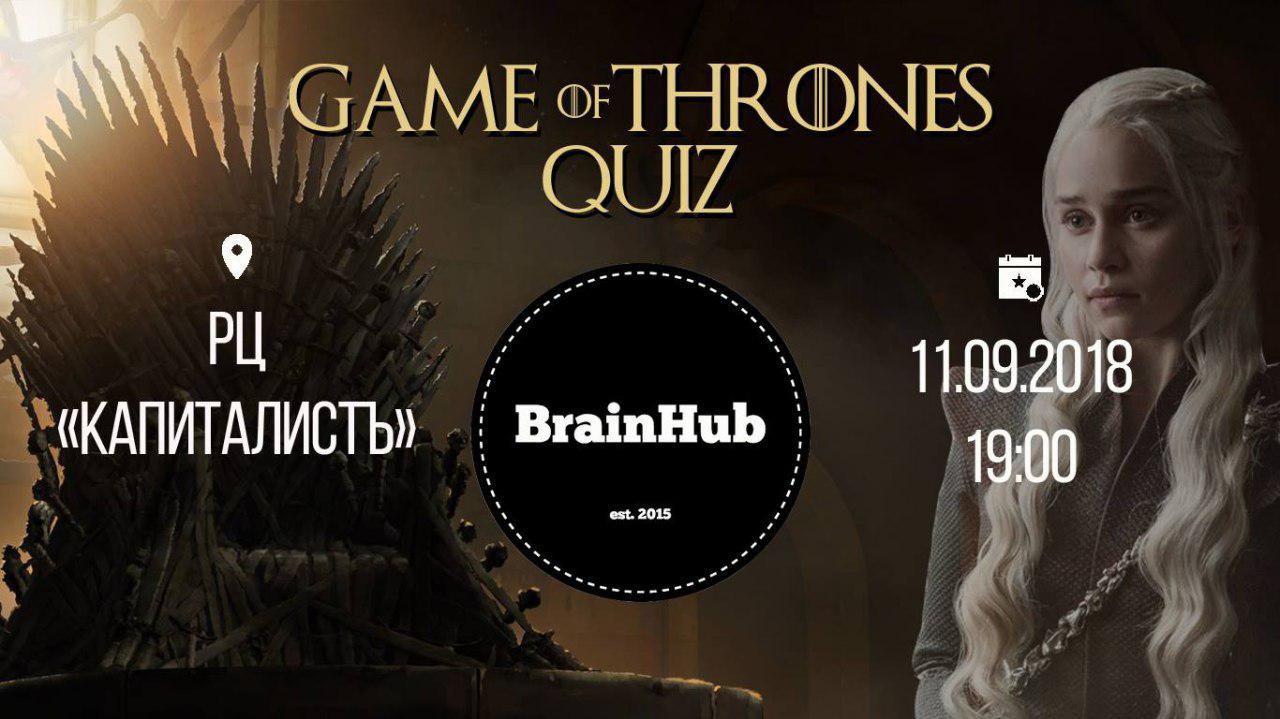 GAME OF THRONES
QUIZ
РЦ
«КАПИТАЛИСТЪ»
BrainHub
est. 2015
11.09.2018
19:00